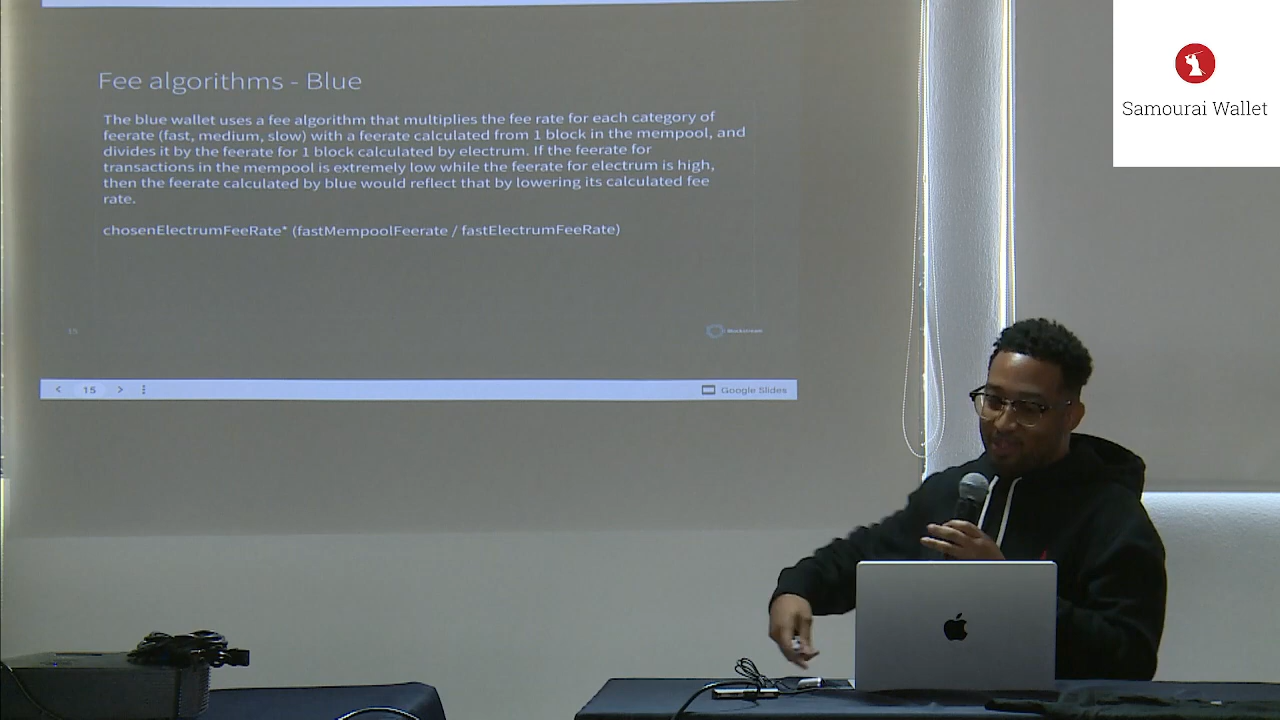 Fee algorithms - Blue
The blue wallet uses a fee algorithm that multiplies the fee rate for each category of
feerate (fast, medium, slow) with a feerate calculated from 1 block in the mempool, and
divides it by the feerate for 1 block calculated by electrum. If the feerate for
transactions in the mempool is extremely low while the feerate for electrum is high,
then the feerate calculated by blue would reflect that by lowering its calculated fee
rate.
chosenElectrumFeeRate* (fastMempoolFeerate / fastElectrumFeeRate)
15
Blockstream
15
Google Slides
Samourai Wallet